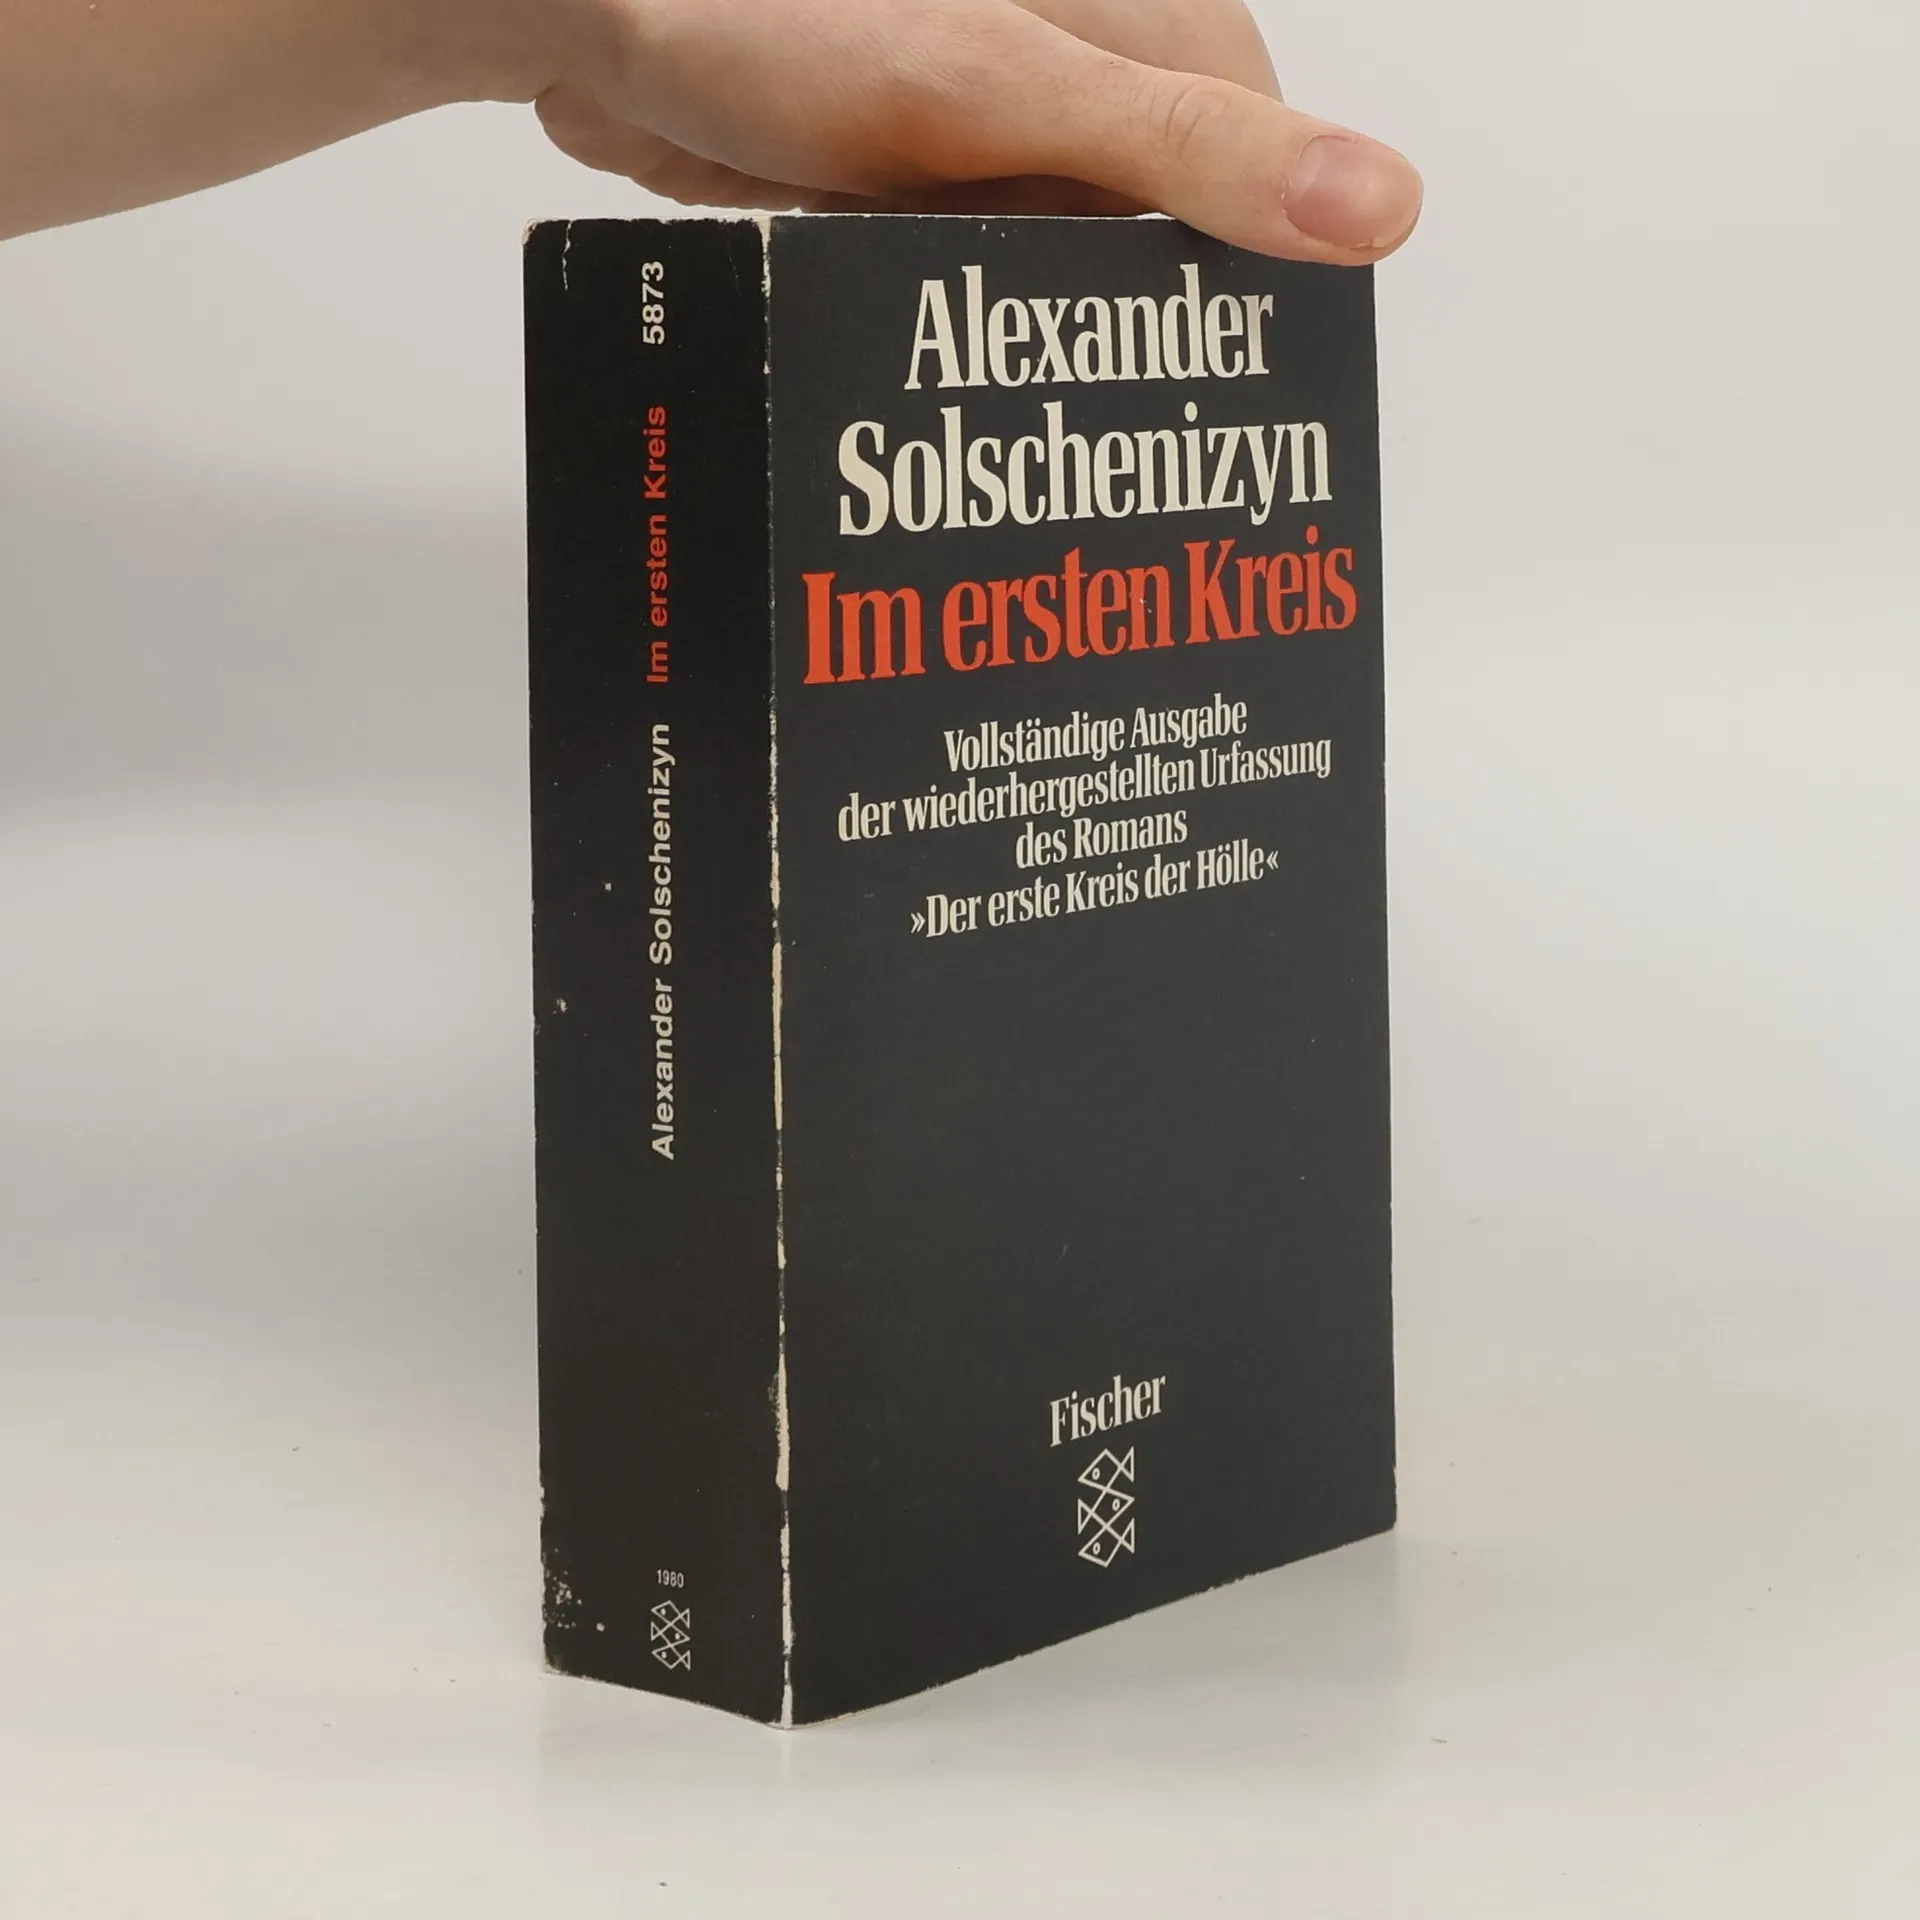 Alexander Solschenizyn Im ersten Kreis 5873
1980
Alexander
Solschenizyn
Im ersten Kreis
Vollständige Ausgabe
der wiederhergestellten Urfassung
des Romans
»Der erste Kreis der Hölle«
Fischer